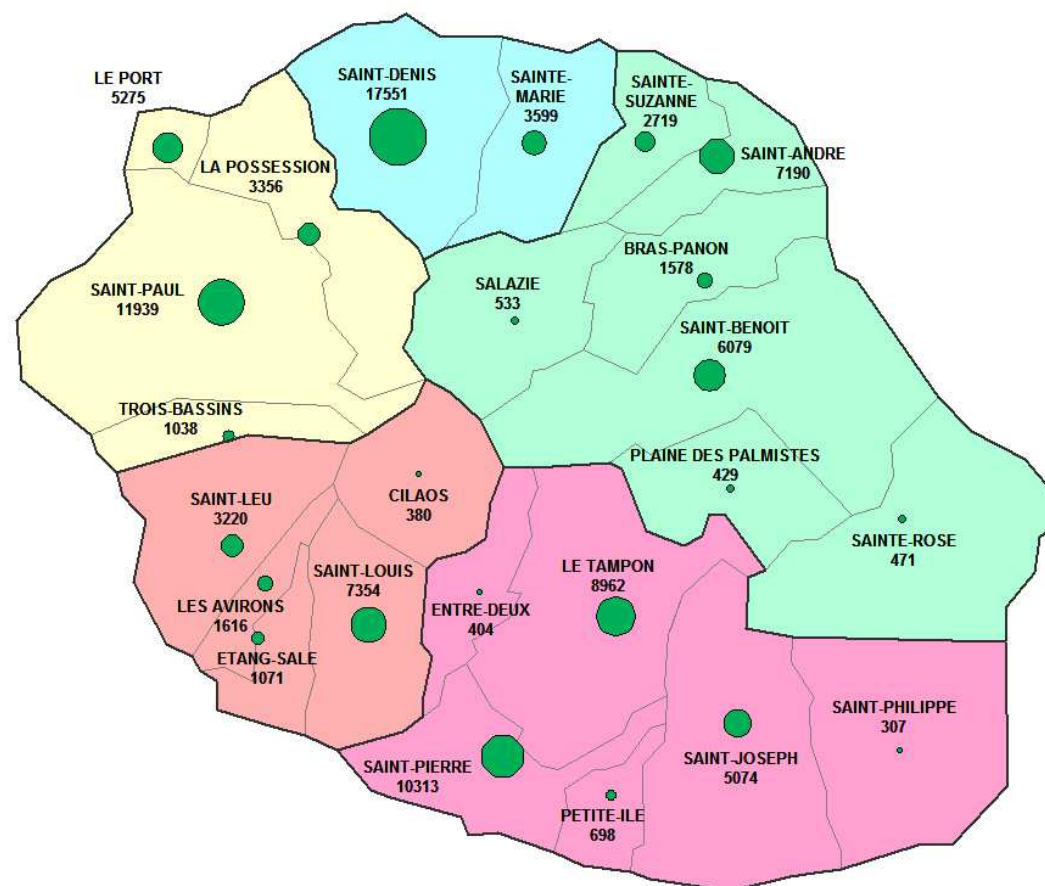 SAINT-DENIS
17551
LE PORT
5275
SAINTE-
MARIE
3599
SAINTE-
SUZANNE
2719
SAINT-ANDRE
7190
LA POSSESSION
3356
BRAS-PANON
1578
SALAZIE
533
SAINT-PAUL
11939
SAINT-BENOIT
6079
TROIS-BASSINS
1038
PLAINE DES PALMISTES
429
CILAOS
380
SAINT-LEU
3220
SAINTE-ROSE
471
SAINT-LOUIS
7354
LE TAMPON
8962
LES AVIRONS
1616
ENTRE-DEUX
404
ETANG-SALE
1071
SAINT-PHILIPPE
307
SAINT-JOSEPH
5074
SAINT-PIERRE
10313
PETITE-ILE
698